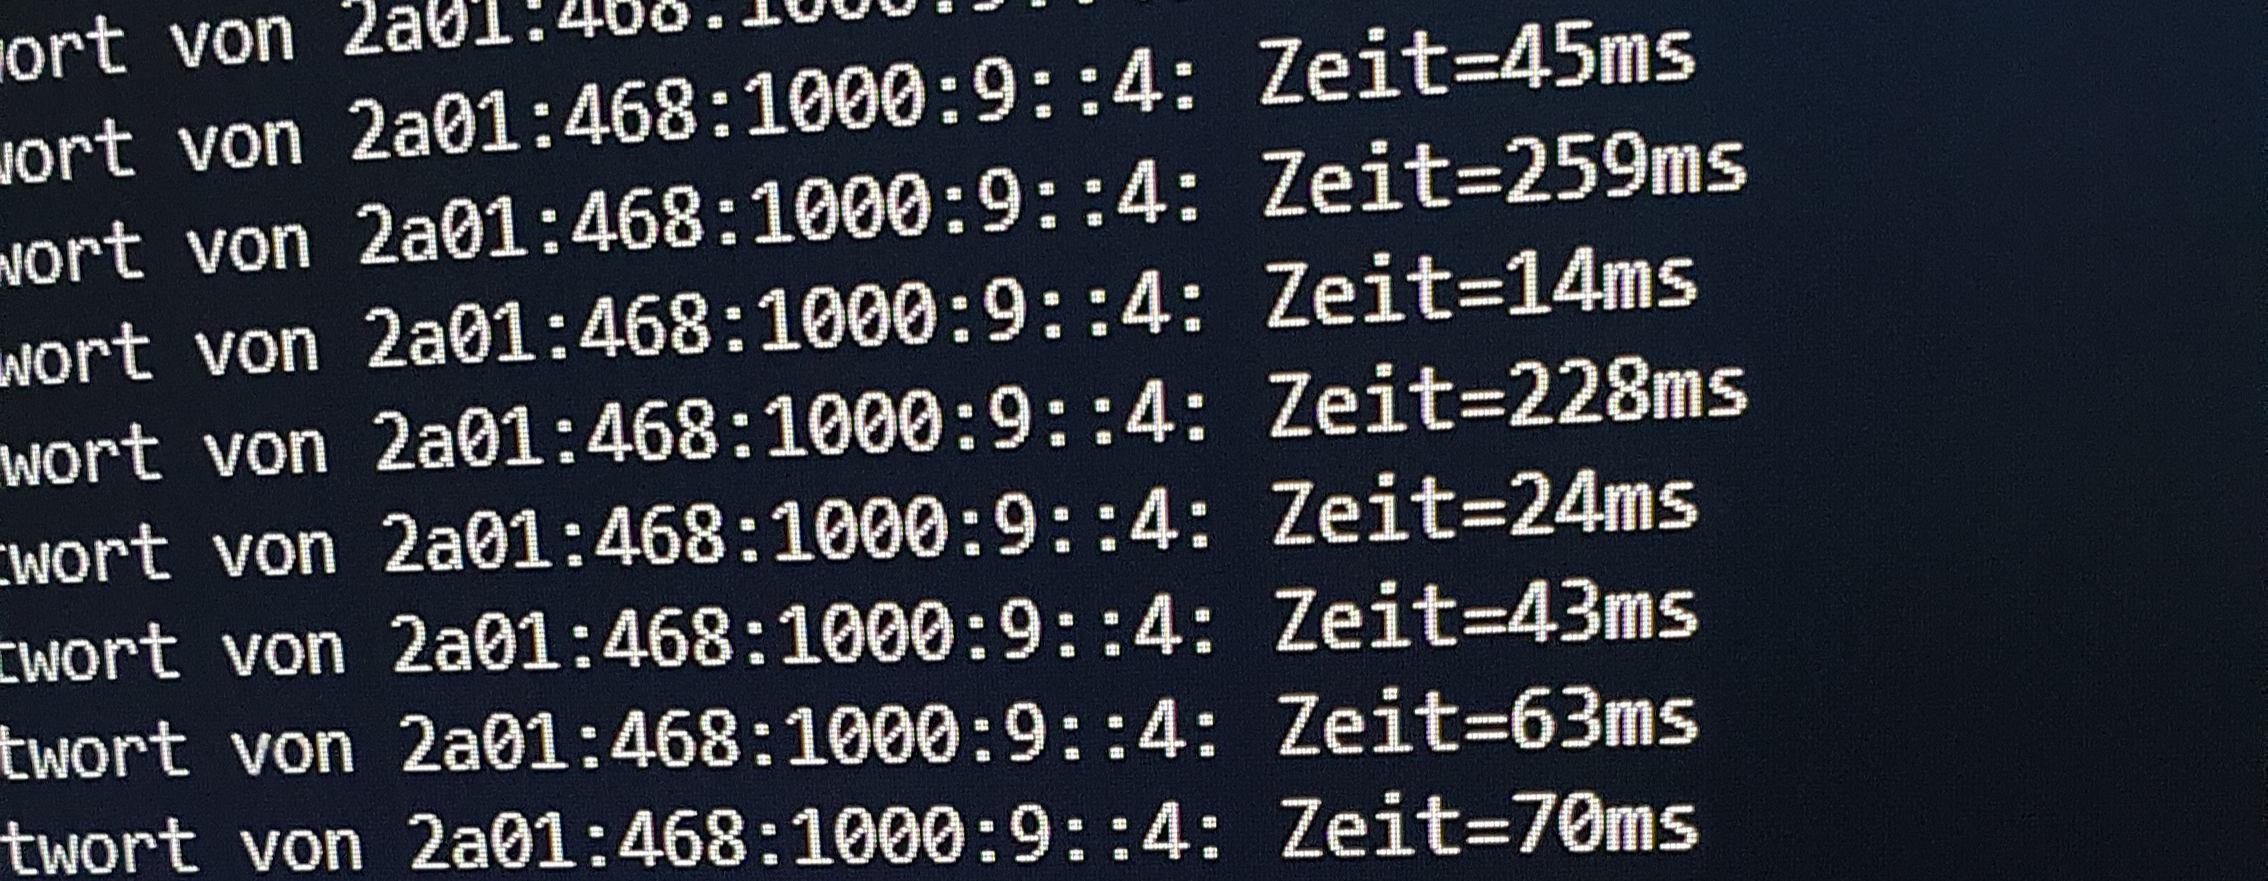 wort von 2a01:468:1000:9
wort von 2a01:468:1000:9::4: Zeit=45ms
wort von 2a01:468:1000:9::4: Zeit=259ms
wort von 2a01:468:1000:9::4: Zeit=14ms
wort von 2a01:468:1000:9::4: Zeit=228ms
twort von 2a01:468:1000:9::4: Zeit=24ms
twort von 2a01:468:1000:9::4: Zeit=43ms
twort von 2a01:468:1000:9::4: Zeit=63ms
twort von 2a01:468:1000:9::4: Zeit=70ms